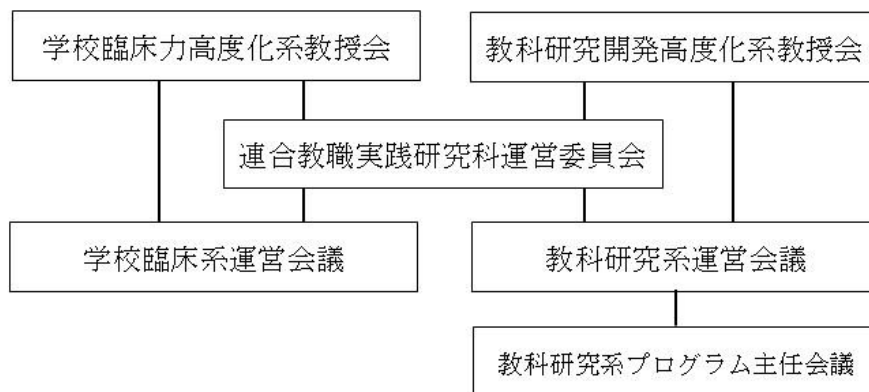 学校臨床力高度化系教授会
教科研究開発高度化系教授会
連合教職実践研究科運営委員会
学校臨床系運営会議
教科研究系運営会議
教科研究系プログラム主任会議